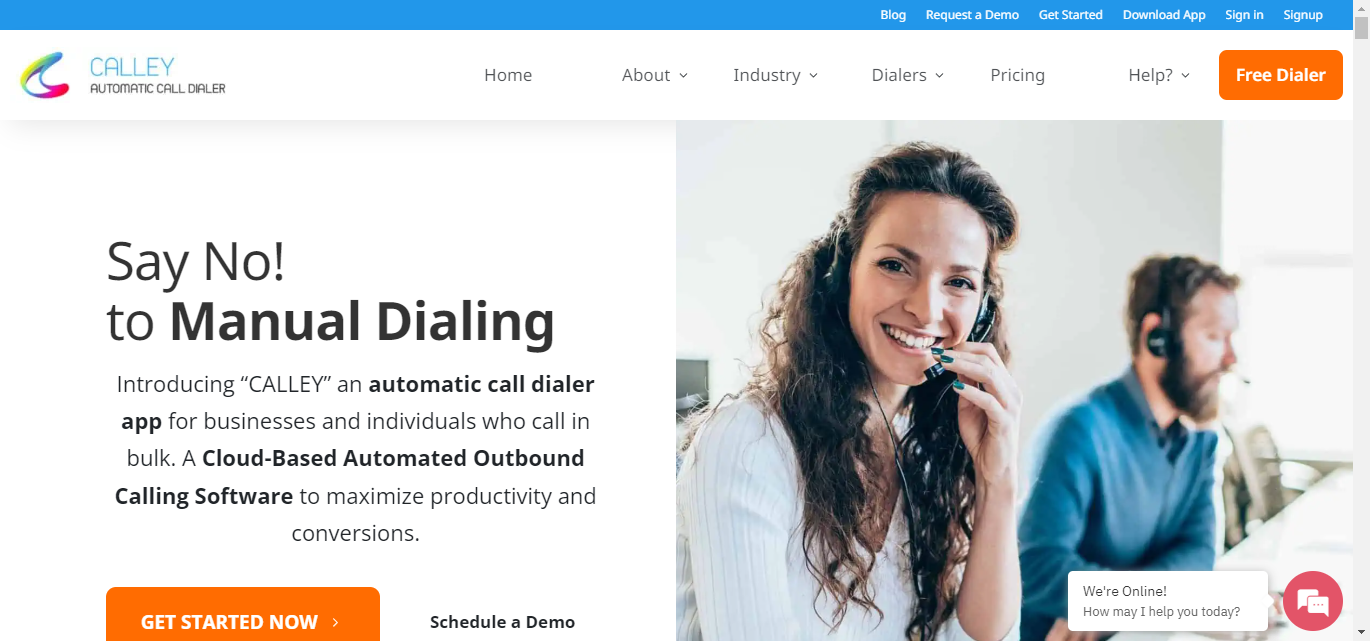 Blog Request a Demo Get Started Download App Sign in Signup
CALLEY
AUTOMATIC CALL DIALER
Home About Industry Dialers Pricing Help? Free Dialer
Say No!
to Manual Dialing
Introducing “CALLEY” an automatic call dialer
app for businesses and individuals who call in
bulk. A Cloud-Based Automated Outbound
Calling Software to maximize productivity and
conversions.
GET STARTED NOW
Schedule a Demo
We're Online!
How may I help you today?